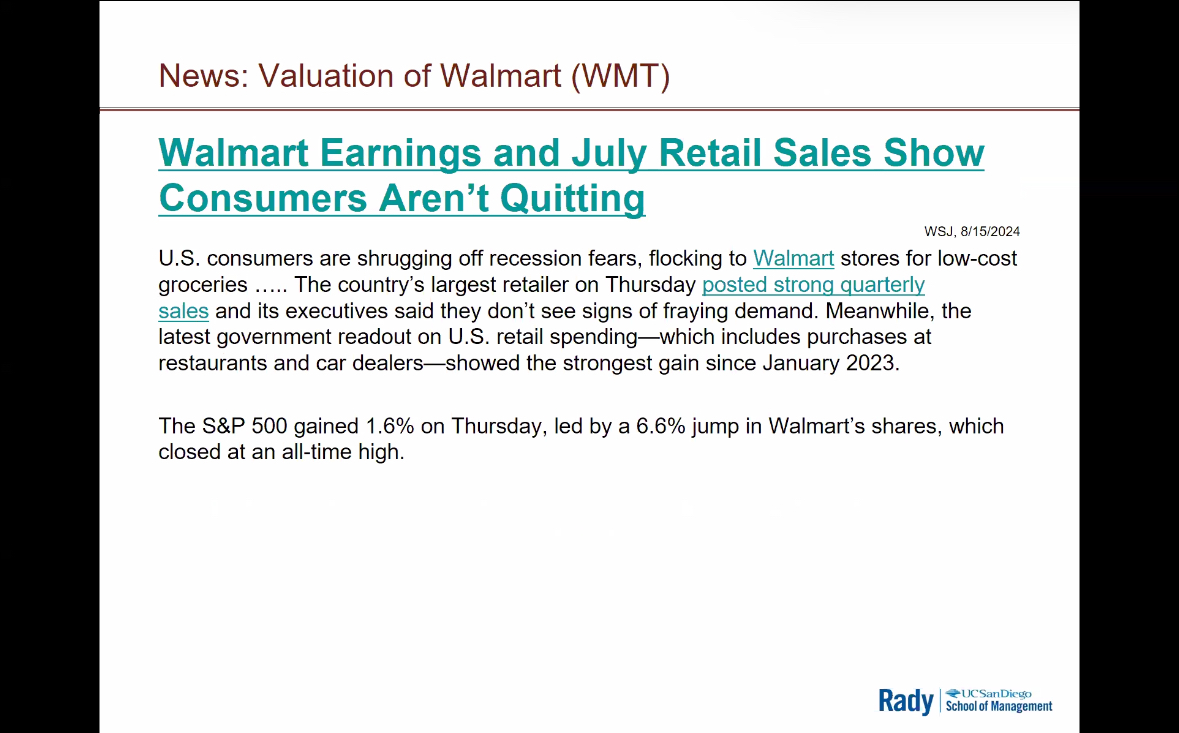 News: Valuation of Walmart (WMT)
Walmart Earnings and July Retail Sales Show
Consumers Aren’t Quitting
WSJ, 8/15/2024
U.S. consumers are shrugging off recession fears, flocking to Walmart stores for low-cost
groceries ….. The country’s largest retailer on Thursday posted strong quarterly
sales and its executives said they don’t see signs of fraying demand. Meanwhile, the
latest government readout on U.S. retail spending—which includes purchases at
restaurants and car dealers—showed the strongest gain since January 2023.
The S&P 500 gained 1.6% on Thursday, led by a 6.6% jump in Walmart’s shares, which
closed at an all-time high.
Rady
UC San Diego
School of Management